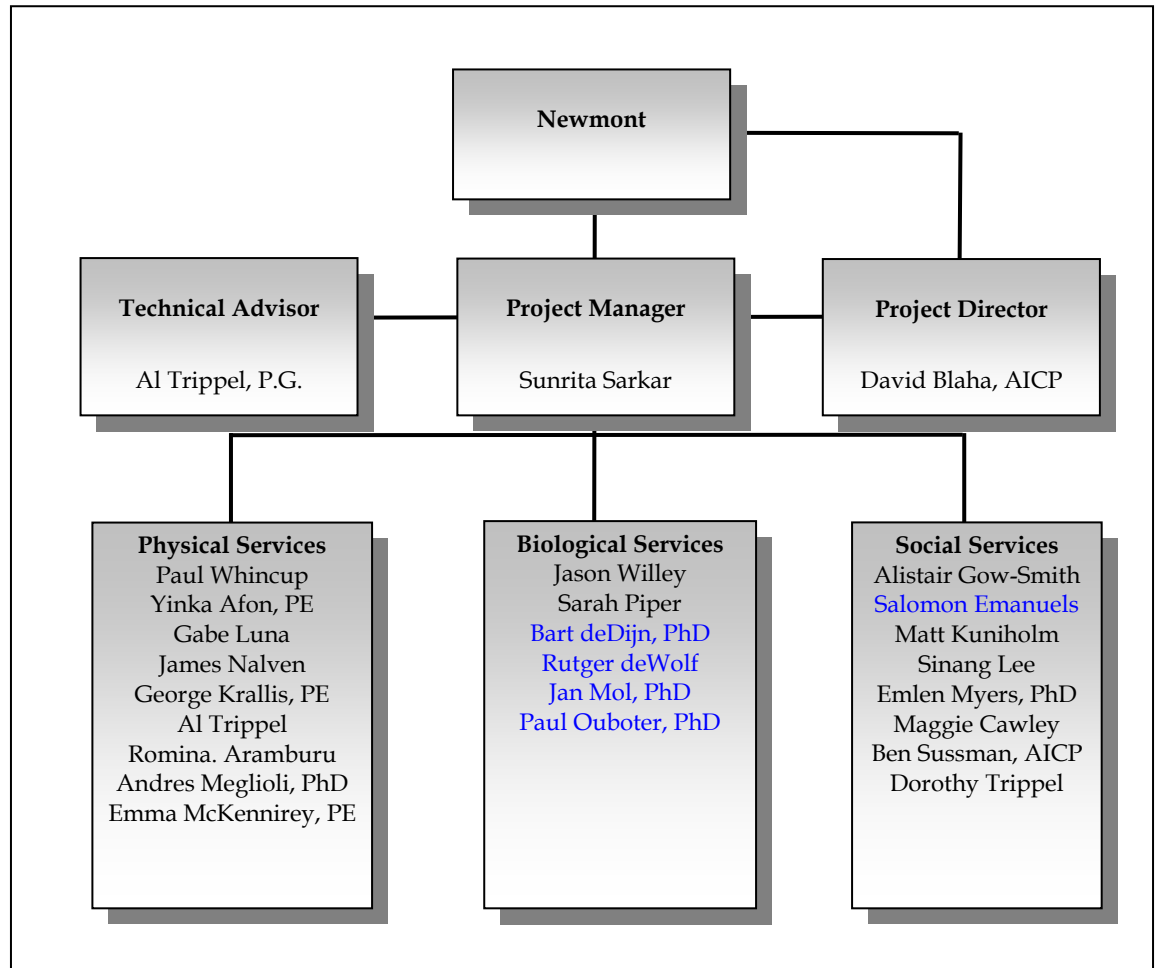 Newmont
Technical Advisor
Al Trippel, P.G.
Project Manager
Sunrita Sarkar
Project Director
David Blaha, AICP
Physical Services
Paul Whincup
Yinka Afon, PE
Gabe Luna
James Nalven
George Krallis, PE
Al Trippel
Romina. Aramburu
Andres Meglioli, PhD
Emma McKennirey, PE
Biological Services
Jason Willey
Sarah Piper
Bart deDijn, PhD
Rutger deWolf
Jan Mol, PhD
Paul Ouboter, PhD
Social Services
Alistair Gow-Smith
Salomon Emanuels
Matt Kuniholm
Sinang Lee
Emlen Myers, PhD
Maggie Cawley
Ben Sussman, AICP
Dorothy Trippel